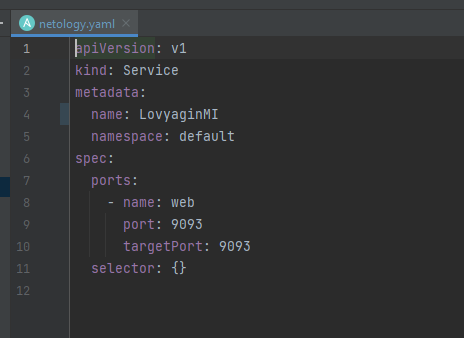 netology.yaml
1 apiVersion: v1
2 kind: Service
3 metadata:
4   name: LovyaginMI
5   namespace: default
6 spec:
7   ports:
8     - name: web
9       port: 9093
10       targetPort: 9093
11   selector: {}
12